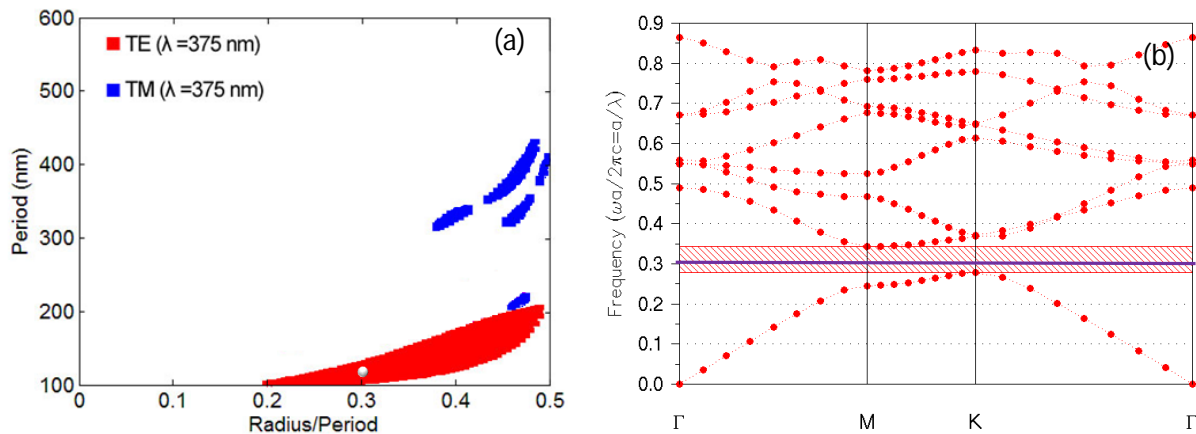 600
500
400
300
200
100
Period (nm)
TE (λ =375 nm)
TM (λ =375 nm)
(a)
0
0.1
0.2
0.3
0.4
0.5
Radius/Period
0.9
0.8
0.7
0.6
0.5
0.4
0.3
0.2
0.1
0.0
Frequency (ωa/2πc=a/λ)
(b)
Γ
M
K
Γ